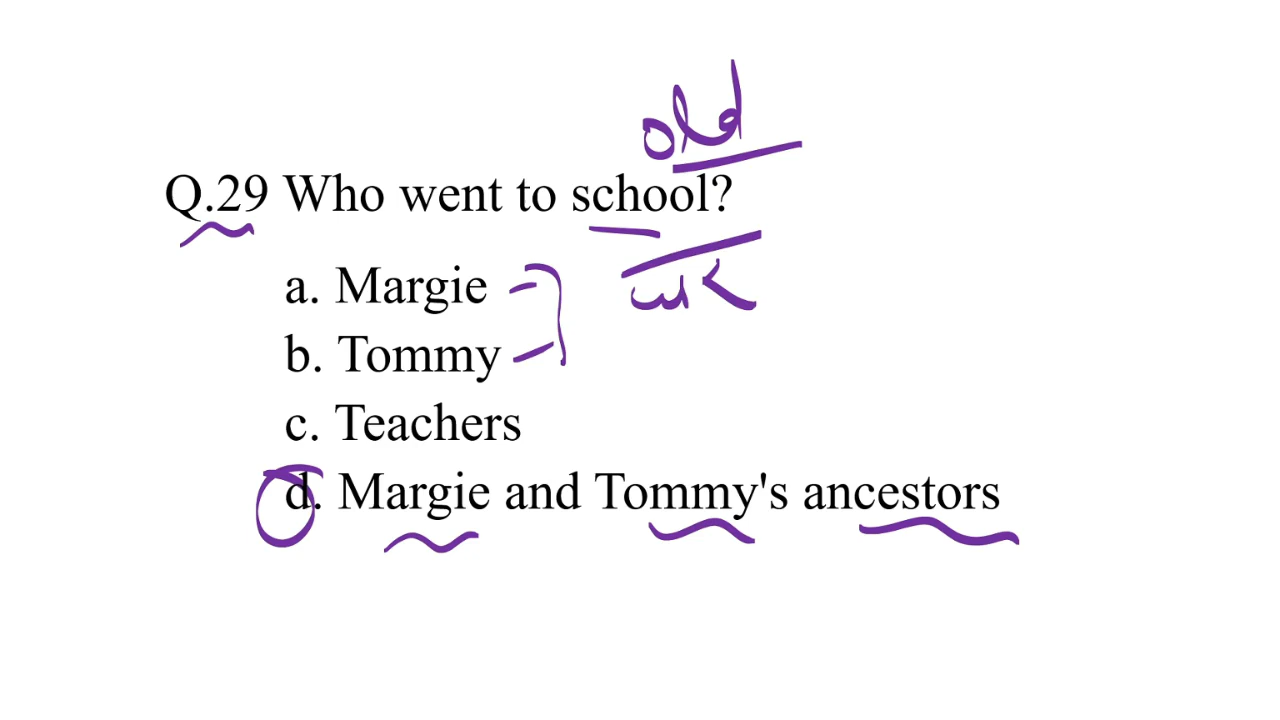 old
Q.29 Who went to school?
a. Margie
b. Tommy
c. Teachers
d. Margie and Tommy's ancestors